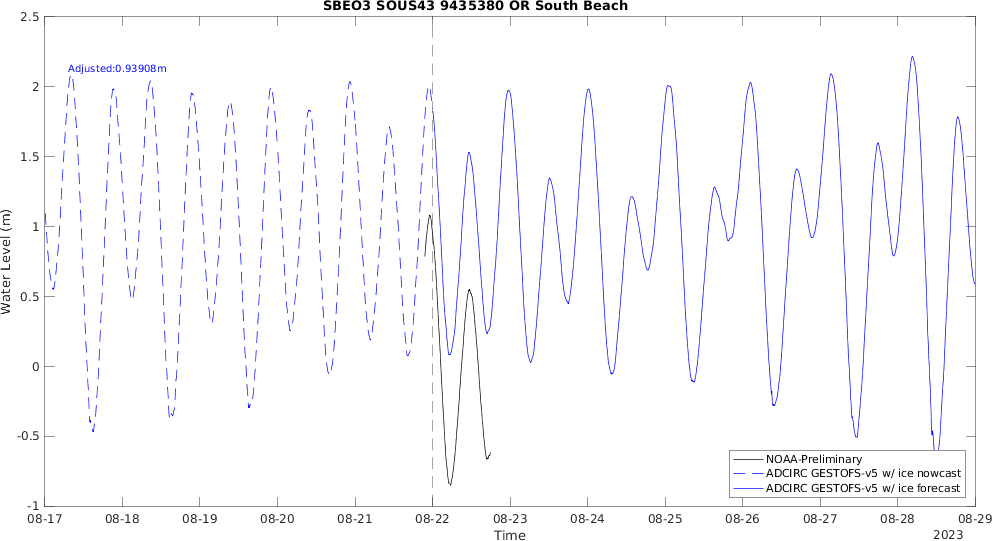 SBEO3 SOUS43 9435380 OR South Beach
Adjusted:0.93908m
2.5
2
1.5
1
0.5
0
-0.5
-1
Water Level (m)
NOAA-Preliminary
ADCIRC GESTOFS-v5 w/ ice nowcast
ADCIRC GESTOFS-v5 w/ ice forecast
08-17 08-18 08-19 08-20 08-21 08-22 08-23 08-24 08-25 08-26 08-27 08-28 08-29
Time
2023